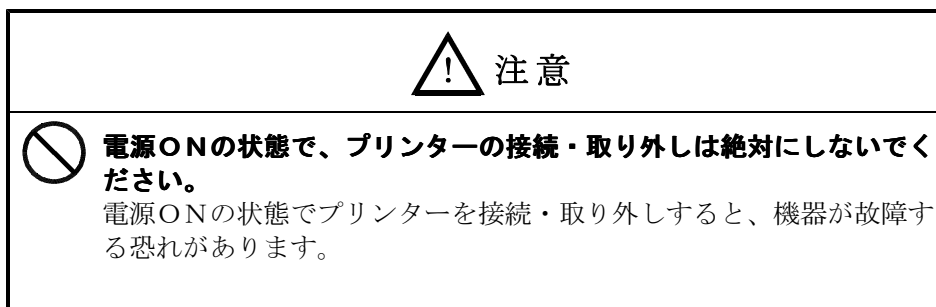 注意
電源ＯＮの状態で、プリンターの接続・取り外しは絶対にしないでく
ださい。
電源ＯＮの状態でプリンターを接続・取り外しすると、機器が故障す
る恐れがあります。